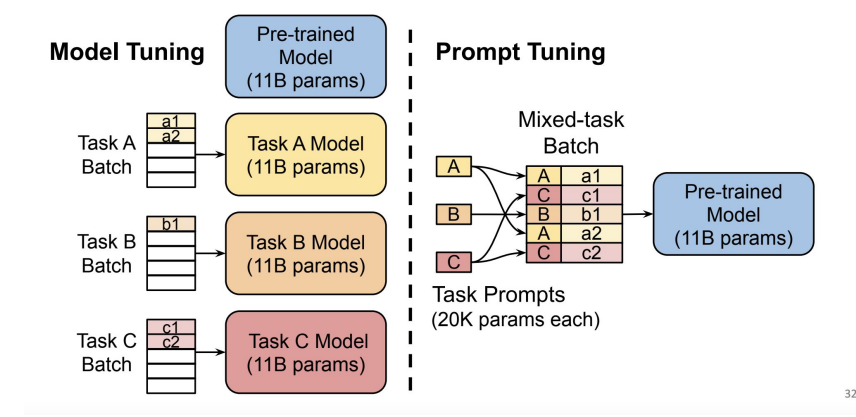 Model Tuning
Pre-trained
Model
(11B params)
Task A
Batch
a1
a2
Task A Model
(11B params)
Task B
Batch
b1
Task B Model
(11B params)
Task C
Batch
c1
c2
Task C Model
(11B params)
Prompt Tuning
Mixed-task
Batch
A
B
C
A a1
C c1
B b1
A a2
C c2
Task Prompts
(20K params each)
Pre-trained
Model
(11B params)
32